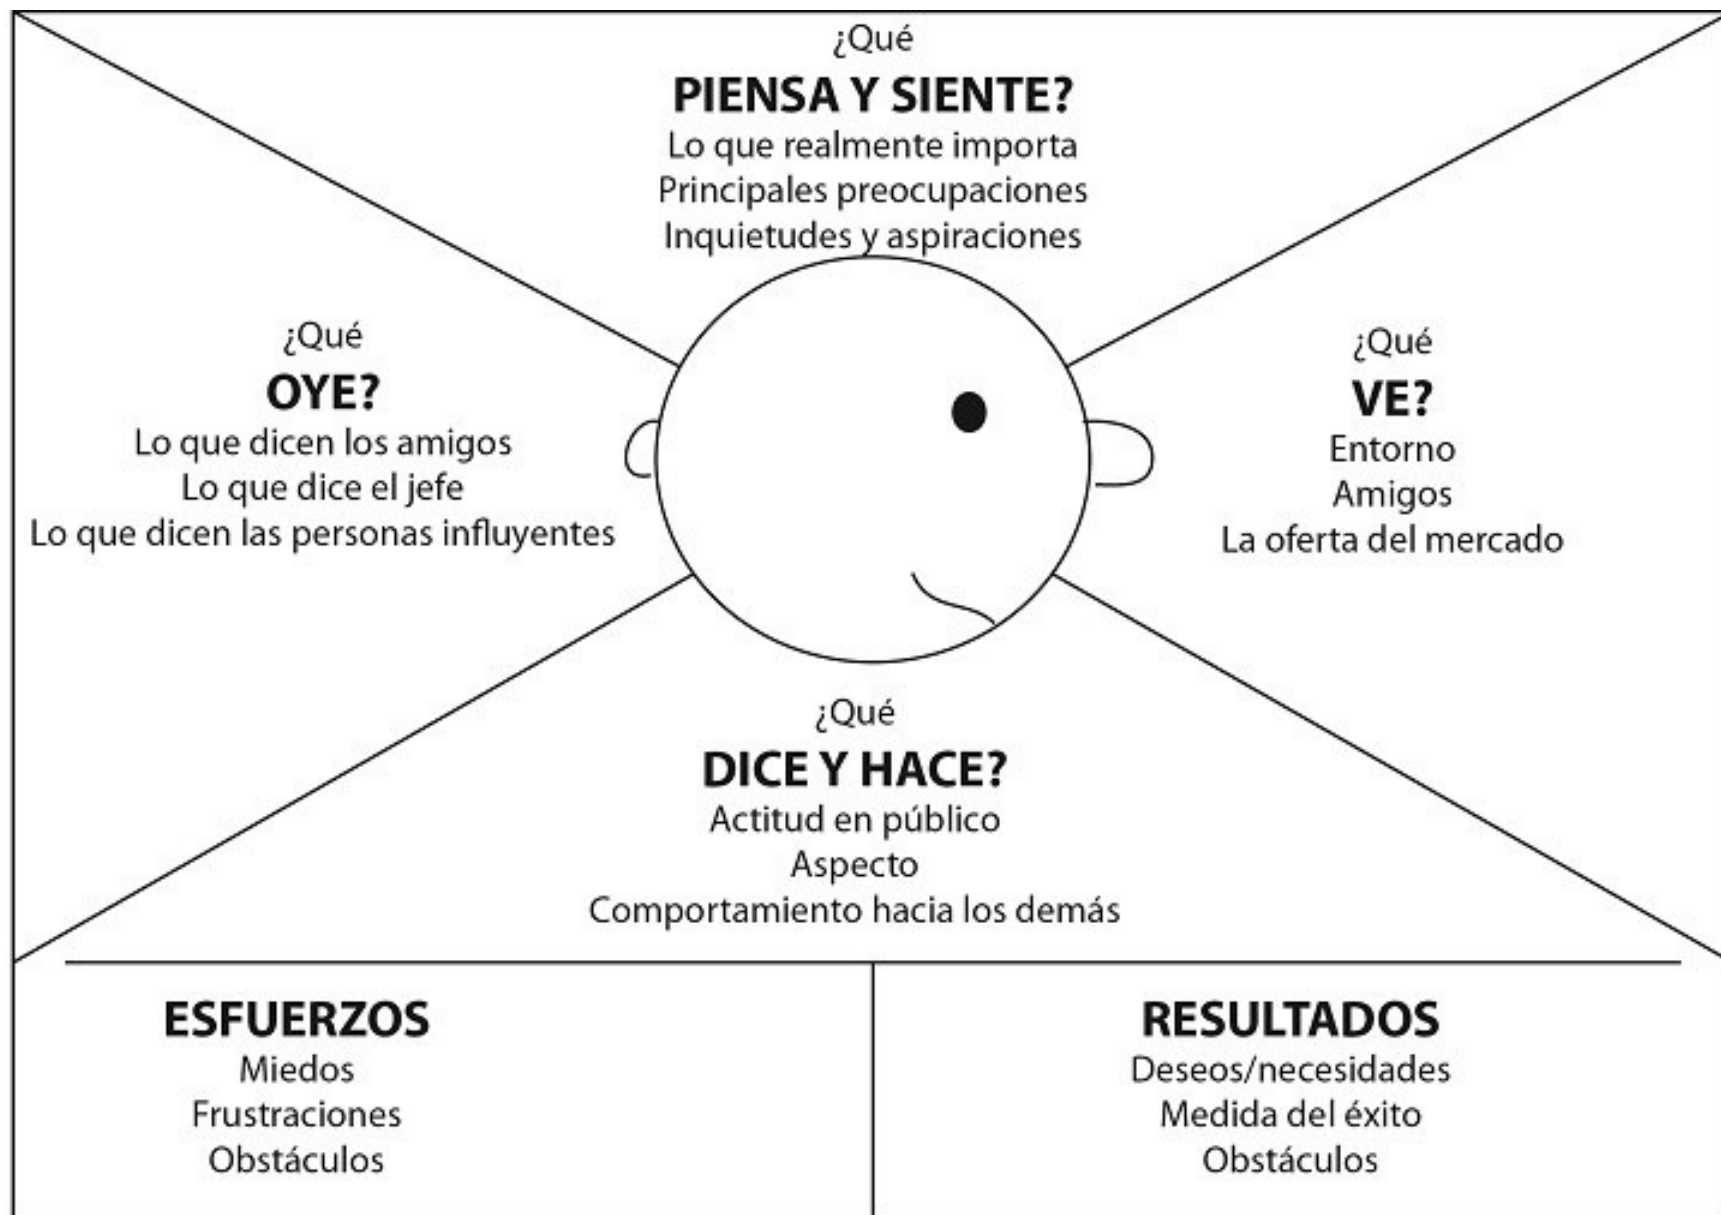 ¿Qué
PIENSA Y SIENTE?
Lo que realmente importa
Principales preocupaciones
Inquietudes y aspiraciones
¿Qué
OYE?
Lo que dicen los amigos
Lo que dice el jefe
Lo que dicen las personas influyentes
¿Qué
VE?
Entorno
Amigos
La oferta del mercado
¿Qué
DICE Y HACE?
Actitud en público
Aspecto
Comportamiento hacia los demás
ESFUERZOS
Miedos
Frustraciones
Obstáculos
RESULTADOS
Deseos/necesidades
Medida del éxito
Obstáculos